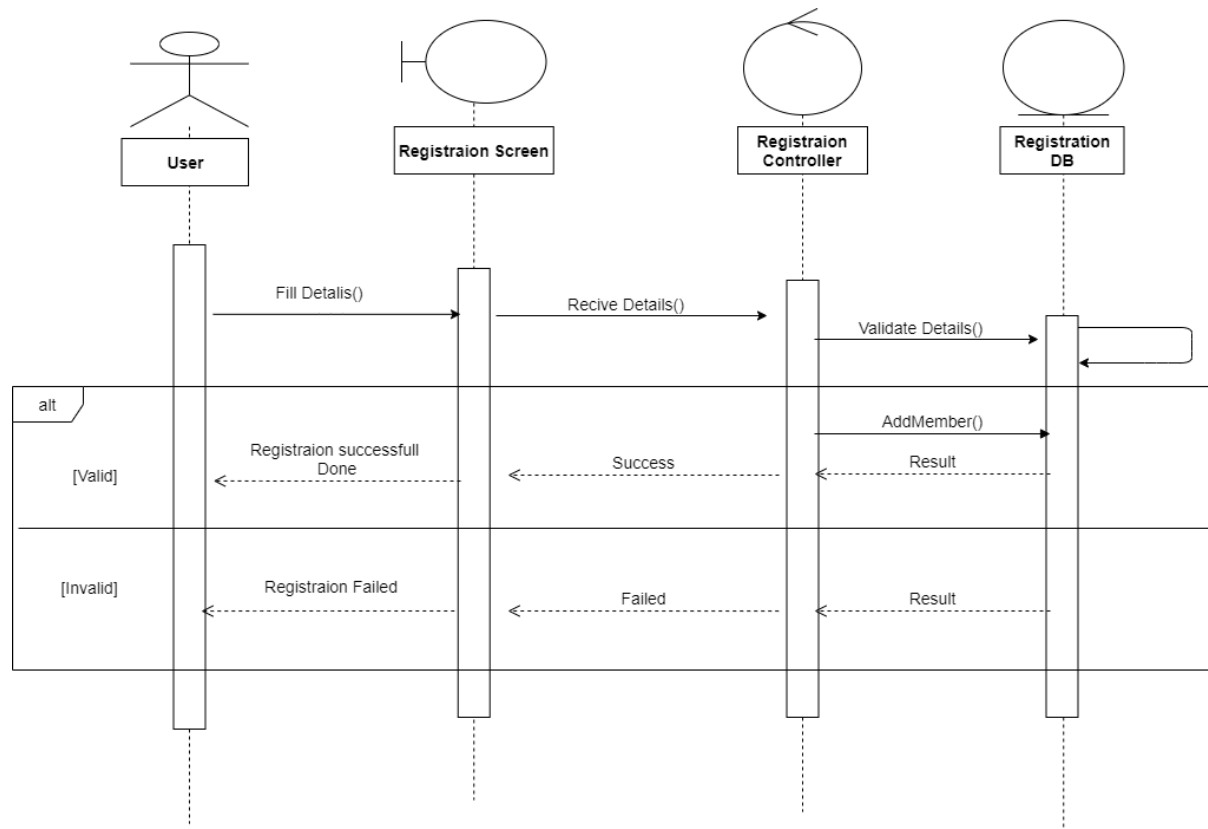 User
Registraion Screen
Registraion
Controller
Registration
DB
Fill Detalis()
Recive Details()
Validate Details()
alt
AddMember()
[Valid]
Registraion successfull
Done
Success
Result
[Invalid]
Registraion Failed
Failed
Result